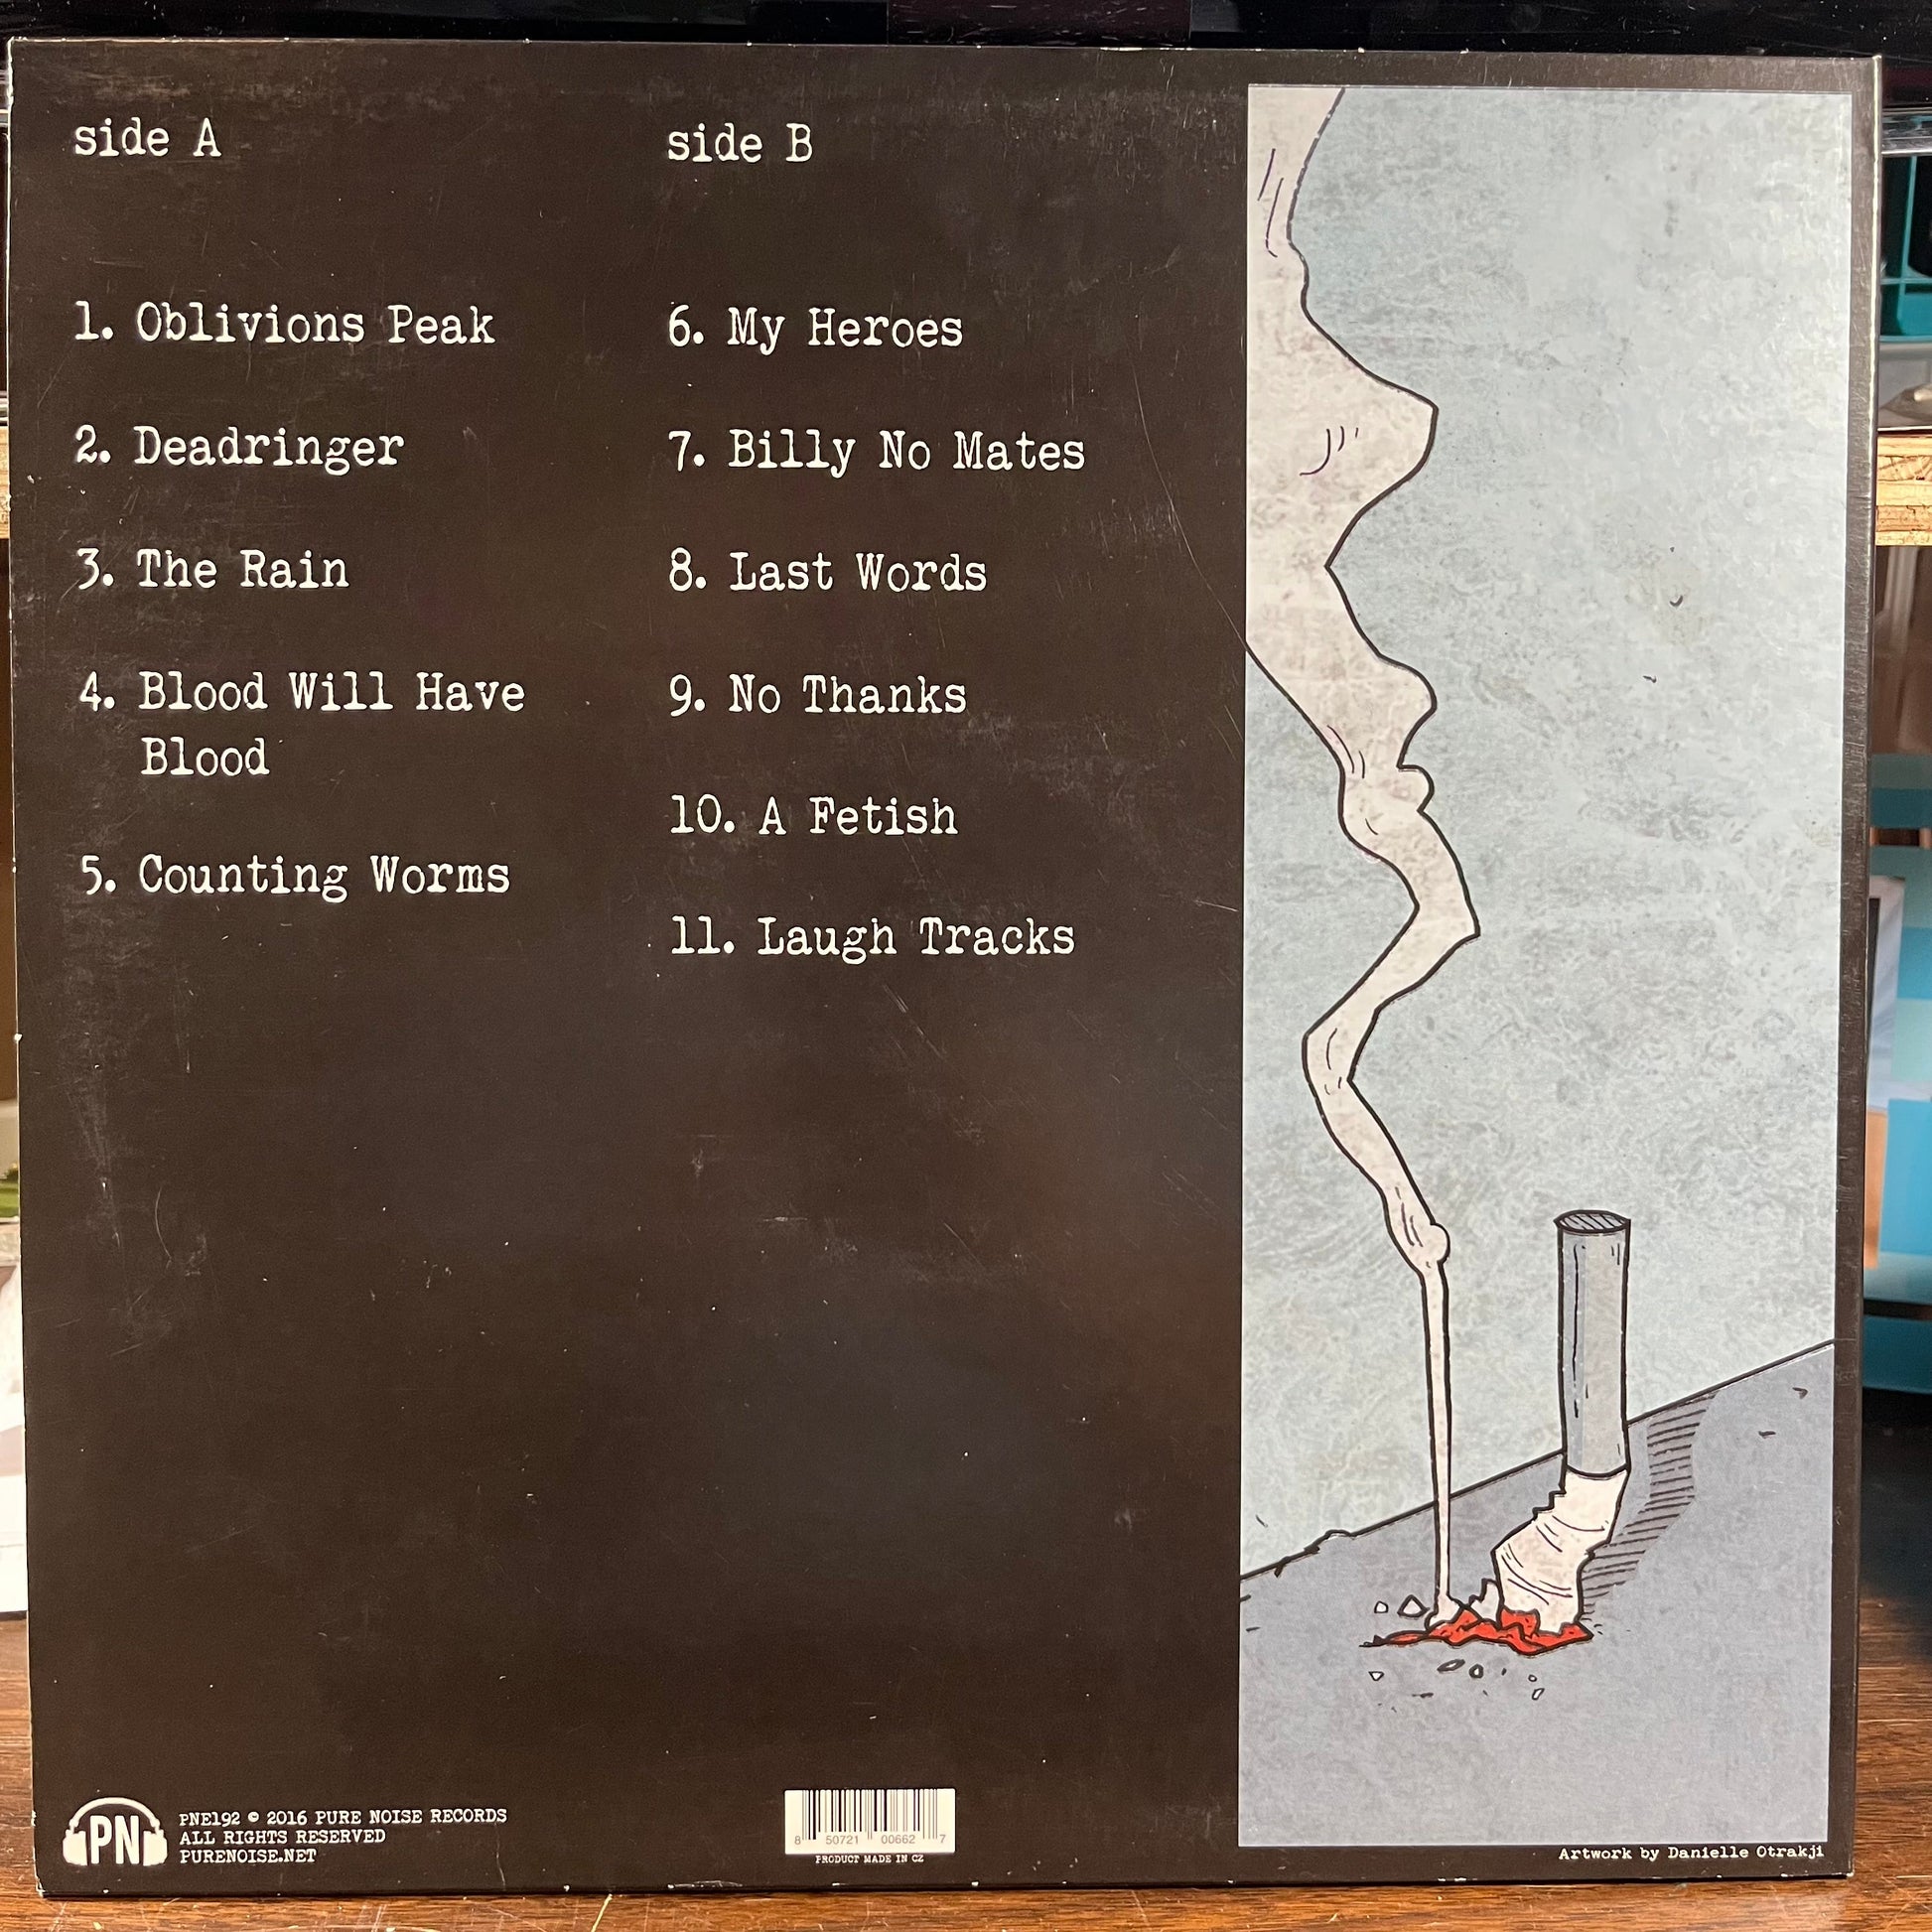 side A
1. Oblivions Peak
2. Deadringer
3. The Rain
4. Blood Will Have
Blood
5. Counting Worms
side B
6. My Heroes
7. Billy No Mates
8. Last Words
9. No Thanks
10. A Fetish
11. Laugh Tracks
PN
PNE192 © 2016 PURE NOISE RECORDS
ALL RIGHTS RESERVED
PURENOISE.NET
8 50721 00662 7
PRODUCT MADE IN CZ
Artwork by Danielle Otrakji